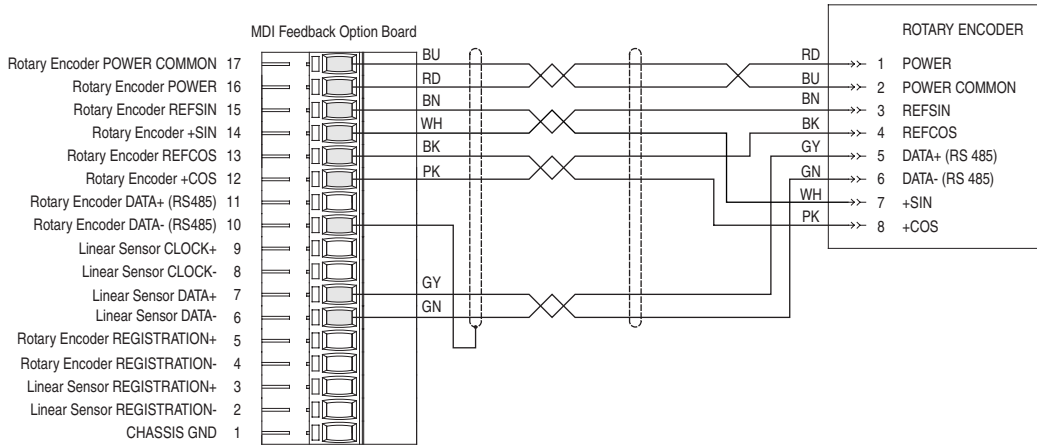 MDI Feedback Option Board
ROTARY ENCODER
Rotary Encoder POWER COMMON 17
Rotary Encoder POWER 16
Rotary Encoder REFSIN 15
Rotary Encoder +SIN 14
Rotary Encoder REFCOS 13
Rotary Encoder +COS 12
Rotary Encoder DATA+ (RS485) 11
Rotary Encoder DATA- (RS485) 10
Linear Sensor CLOCK+ 9
Linear Sensor CLOCK- 8
Linear Sensor DATA+ 7
Linear Sensor DATA- 6
Rotary Encoder REGISTRATION+ 5
Rotary Encoder REGISTRATION- 4
Linear Sensor REGISTRATION+ 3
Linear Sensor REGISTRATION- 2
CHASSIS GND 1
BU
RD
BN
WH
BK
PK
GY
GN
RD
BU
BN
BK
GY
GN
WH
PK
1 POWER
2 POWER COMMON
3 REFSIN
4 REFCOS
5 DATA+ (RS 485)
6 DATA- (RS 485)
7 +SIN
8 +COS